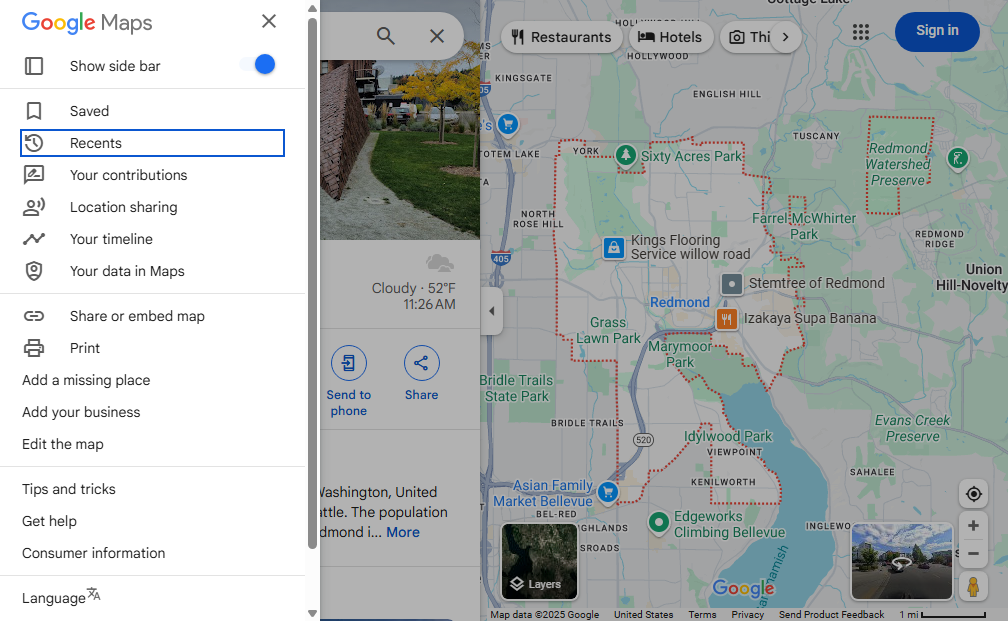 Google Maps
Show side bar
Saved
Recents
Your contributions
Location sharing
Your timeline
Your data in Maps
Share or embed map
Print
Add a missing place
Add your business
Edit the map
Tips and tricks
Get help
Consumer information
Language
Cloudy · 52°F
11:26 AM
Send to
phone
Share
Washington, United
attle. The population
dmond i... More
Restaurants
Hotels
Thi
Sign in
Cottage Lake
HOLLYWOOD
KINGSGATE
ENGLISH HILL
TUSCANY
TOTEM LAKE
YORK
Sixty Acres Park
Redmond
Watershed
Preserve
NORTH
ROSE HILL
Farrel-McWhirter
Park
REDMOND
RIDGE
Kings Flooring
Service willow road
405
Union
Hill-Novelty
Stemtree of Redmond
Redmond
Izakaya Supa Banana
Grass
Lawn Park
Marymoor
Park
Bridle Trails
State Park
BRIDLE TRAILS
520
Idylwood Park
VIEWPOINT
Evans Creek
Preserve
SAHALEE
KENILWORTH
Asian Family
Market Bellevue
BEL-RED
Edgeworks
Climbing Bellevue
INGLEWO
SROADS
Layers
Google
Map data ©2025 Google
United States
Terms
Privacy
Send Product Feedback
1 mi